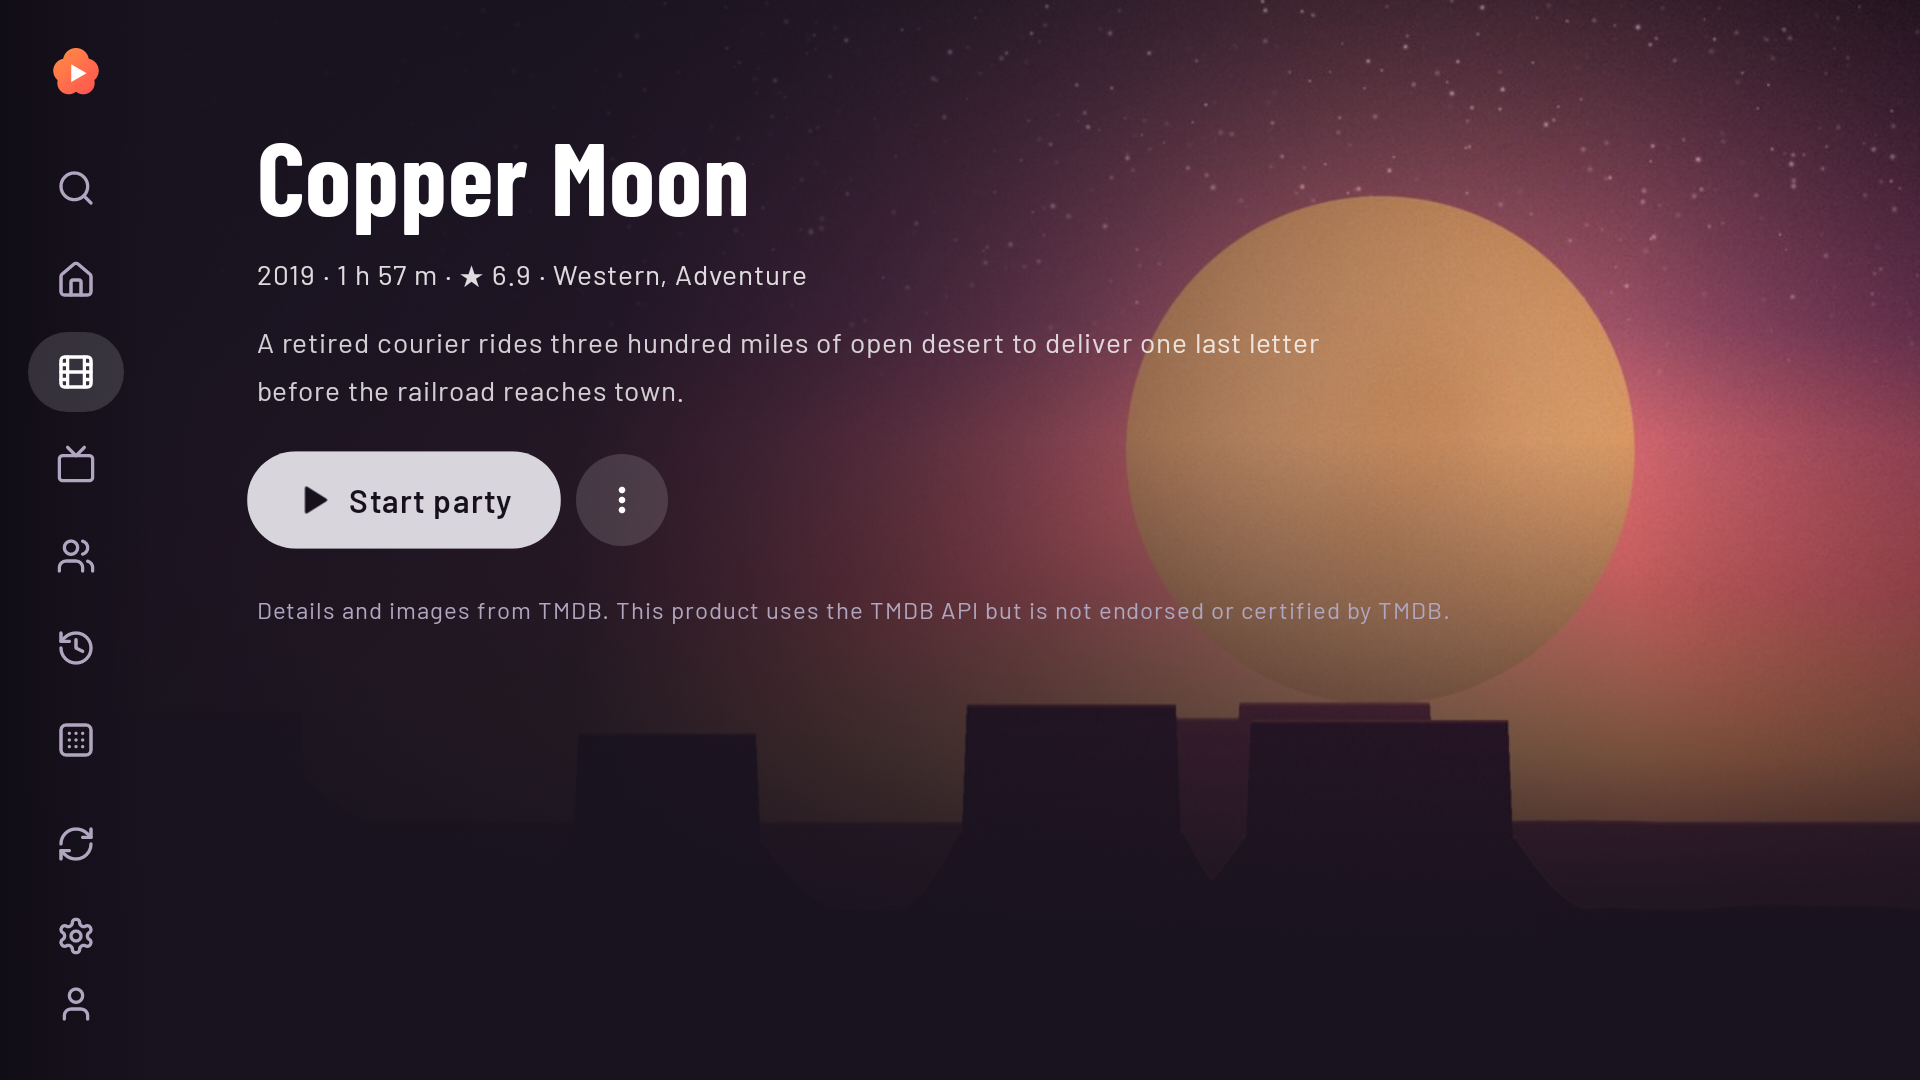 Copper Moon
2019 · 1 h 57 m · ★ 6.9 · Western, Adventure
A retired courier rides three hundred miles of open desert to deliver one last letter
before the railroad reaches town.
Start party
Details and images from TMDB. This product uses the TMDB API but is not endorsed or certified by TMDB.